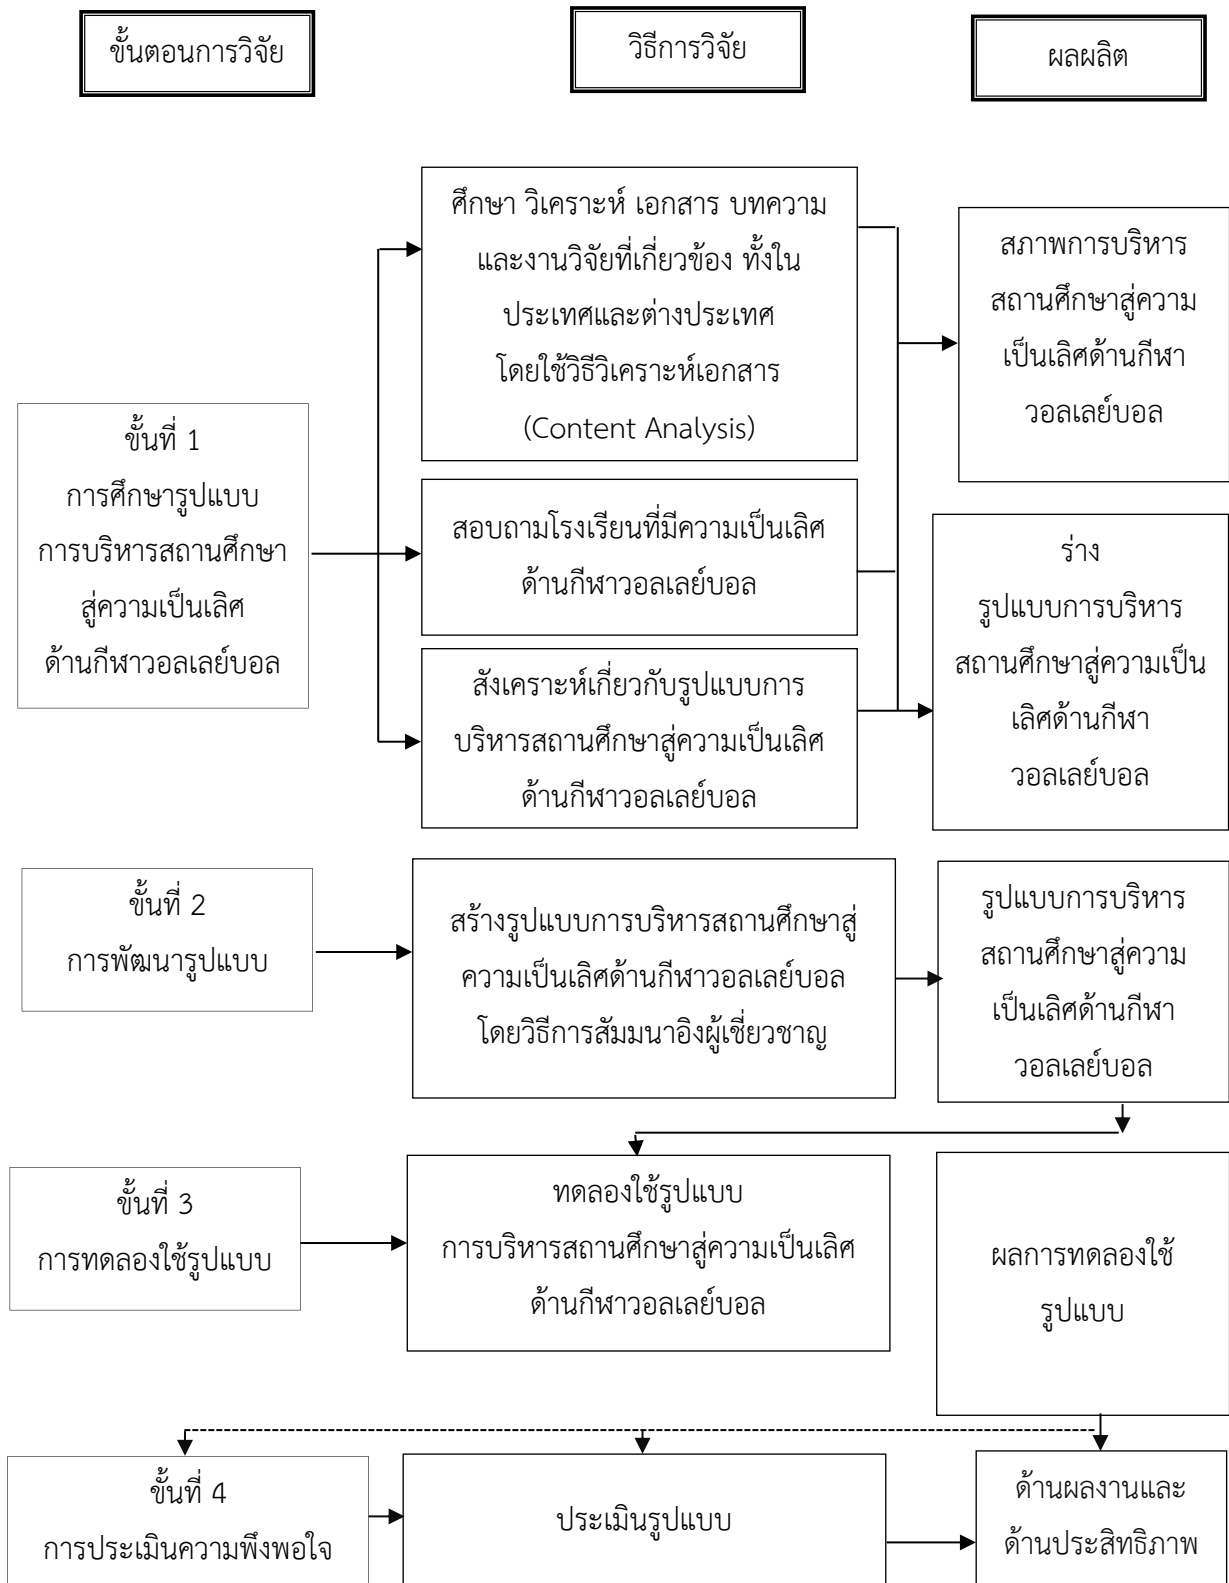 ขั้นตอนการวิจัย
วิธีการวิจัย
ผลผลิต
ขั้นที่ 1
การศึกษารูปแบบ
การบริหารสถานศึกษา
สู่ความเป็นเลิศ
ด้านกีฬาวอลเลย์บอล
ศึกษา วิเคราะห์ เอกสาร บทความ
และงานวิจัยที่เกี่ยวข้อง ทั้งใน
ประเทศและต่างประเทศ
โดยใช้วิธีวิเคราะห์เอกสาร
(Content Analysis)
สอบถามโรงเรียนที่มีความเป็นเลิศ
ด้านกีฬาวอลเลย์บอล
สังเคราะห์เกี่ยวกับรูปแบบการ
บริหารสถานศึกษาสู่ความเป็นเลิศ
ด้านกีฬาวอลเลย์บอล
สภาพการบริหาร
สถานศึกษาสู่ความ
เป็นเลิศด้านกีฬา
วอลเลย์บอล
ร่าง
รูปแบบการบริหาร
สถานศึกษาสู่ความเป็น
เลิศด้านกีฬา
วอลเลย์บอล
ขั้นที่ 2
การพัฒนารูปแบบ
สร้างรูปแบบการบริหารสถานศึกษาสู่
ความเป็นเลิศด้านกีฬาวอลเลย์บอล
โดยวิธีการสัมมนาอิงผู้เชี่ยวชาญ
รูปแบบการบริหาร
สถานศึกษาสู่ความ
เป็นเลิศด้านกีฬา
วอลเลย์บอล
ขั้นที่ 3
การทดลองใช้รูปแบบ
ทดลองใช้รูปแบบ
การบริหารสถานศึกษาสู่ความเป็นเลิศ
ด้านกีฬาวอลเลย์บอล
ผลการทดลองใช้
รูปแบบ
ขั้นที่ 4
การประเมินความพึงพอใจ
ประเมินรูปแบบ
ด้านผลงานและ
ด้านประสิทธิภาพ